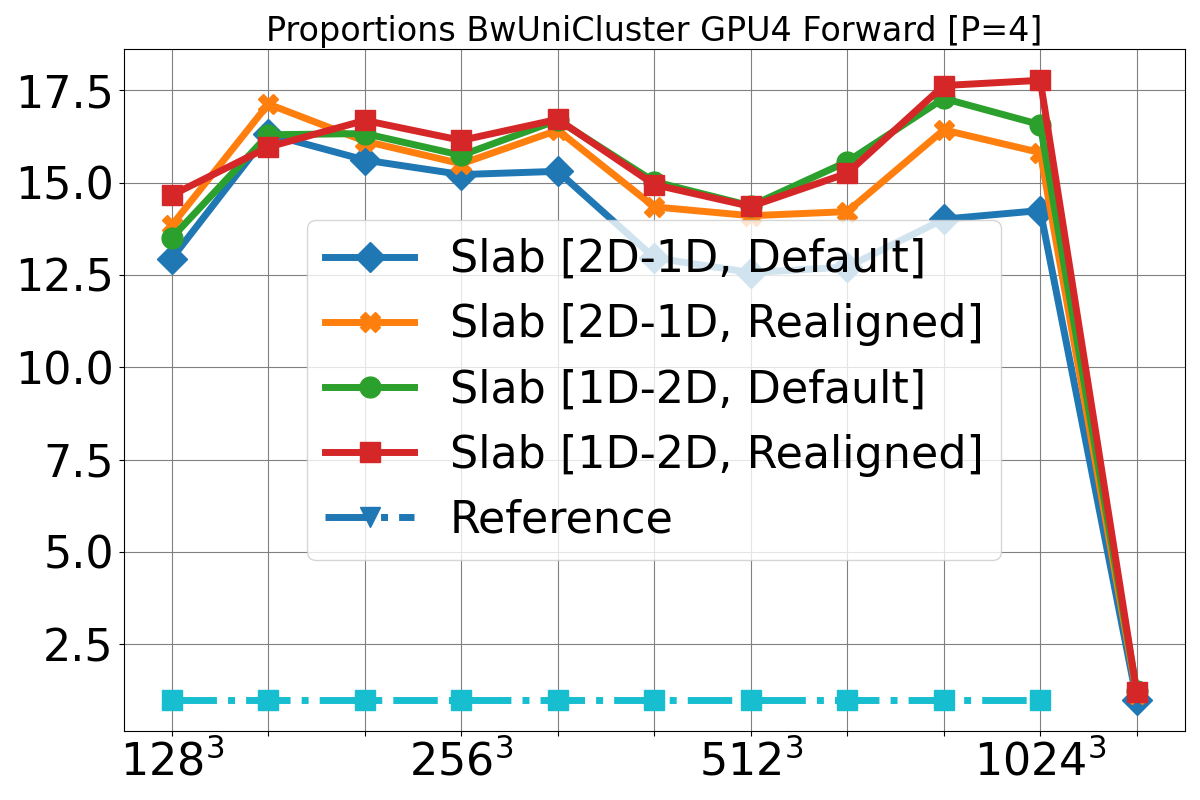 Proportions BwUniCluster GPU4 Forward [P=4]
17.5
15.0
12.5
10.0
7.5
5.0
2.5
Slab [2D-1D, Default]
Slab [2D-1D, Realigned]
Slab [1D-2D, Default]
Slab [1D-2D, Realigned]
Reference
128³ 256³ 512³ 1024³